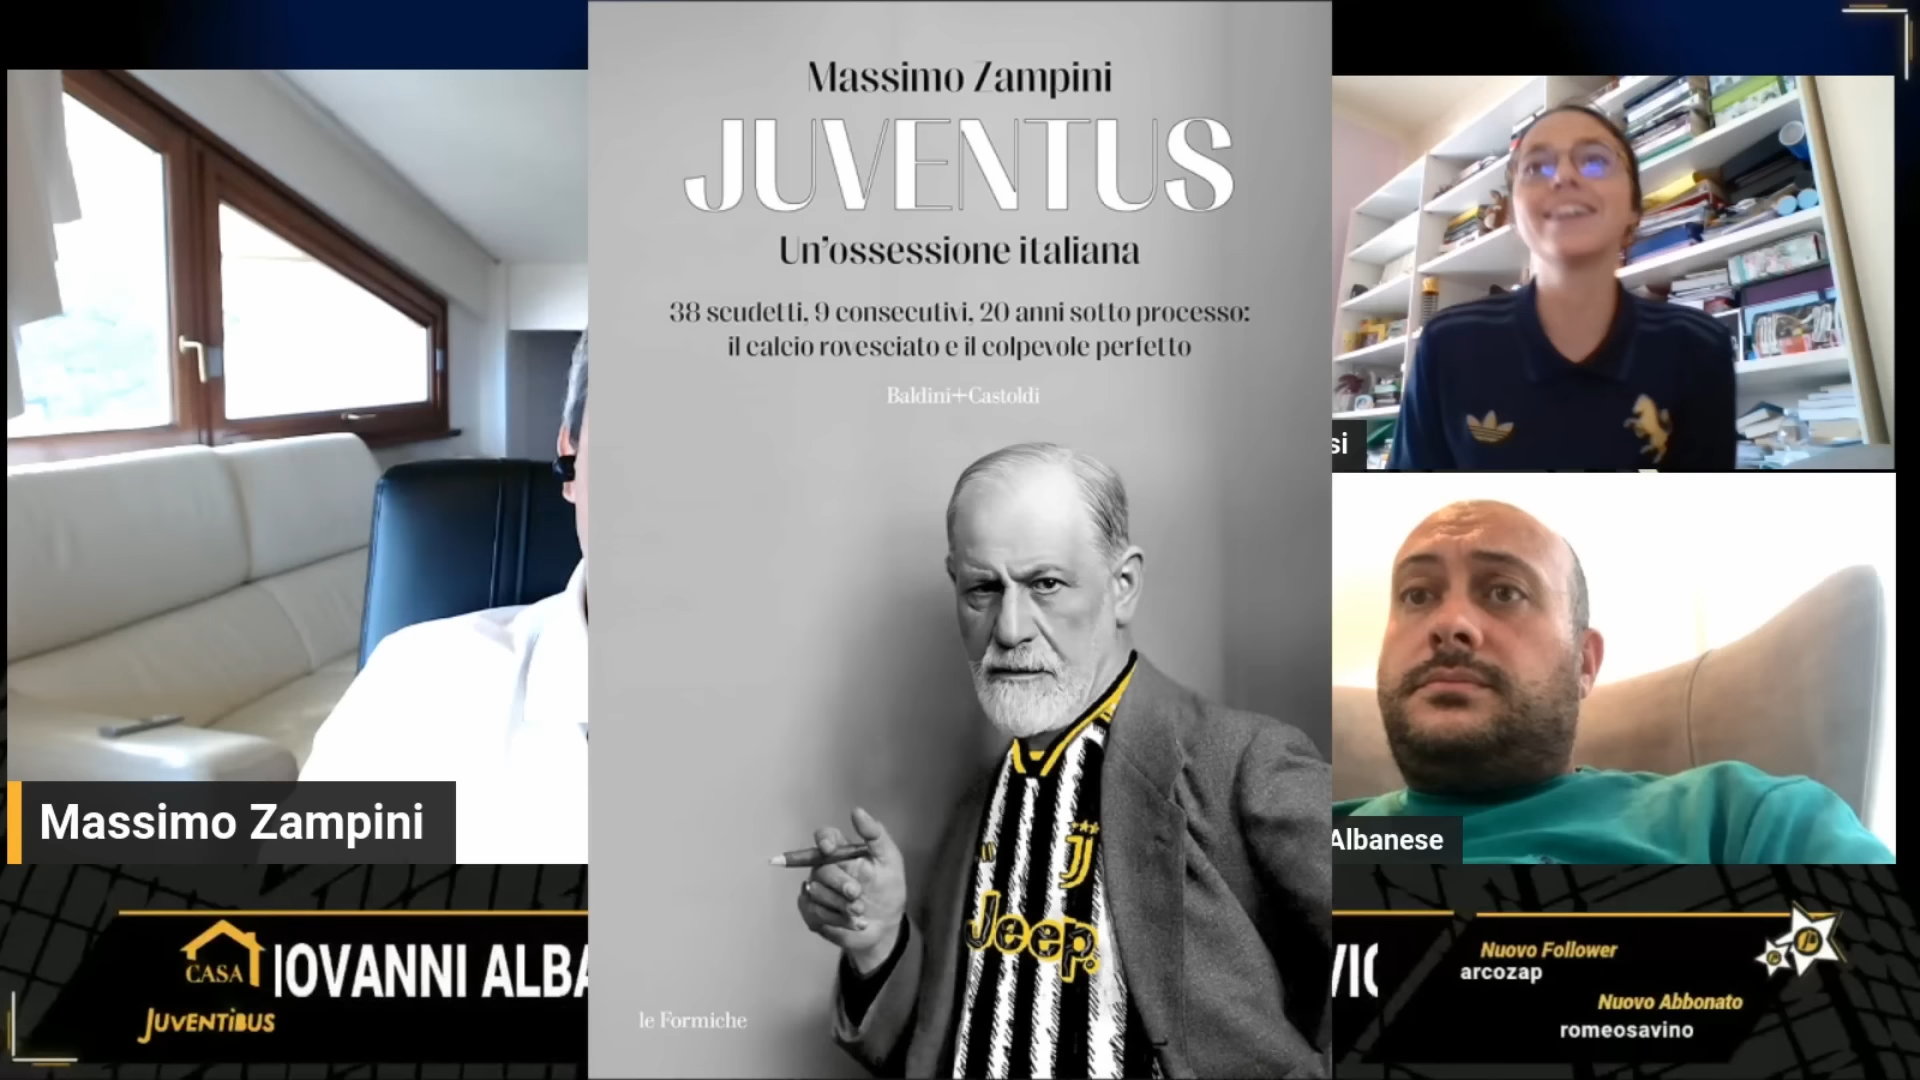 Massimo Zampini
JUVENTUS
Un'ossessione italiana
38 scudetti, 9 consecutivi, 20 anni sotto processo:
il calcio rovesciato e il colpevole perfetto
Baldini+Castoldi
si
Massimo Zampini
Albanese
Jeep
le Formiche
CASA
JUVENTIBUS
IOVANNI ALBA
VIC
Nuovo Follower
arcozap
Nuovo Abbonato
romeosavino